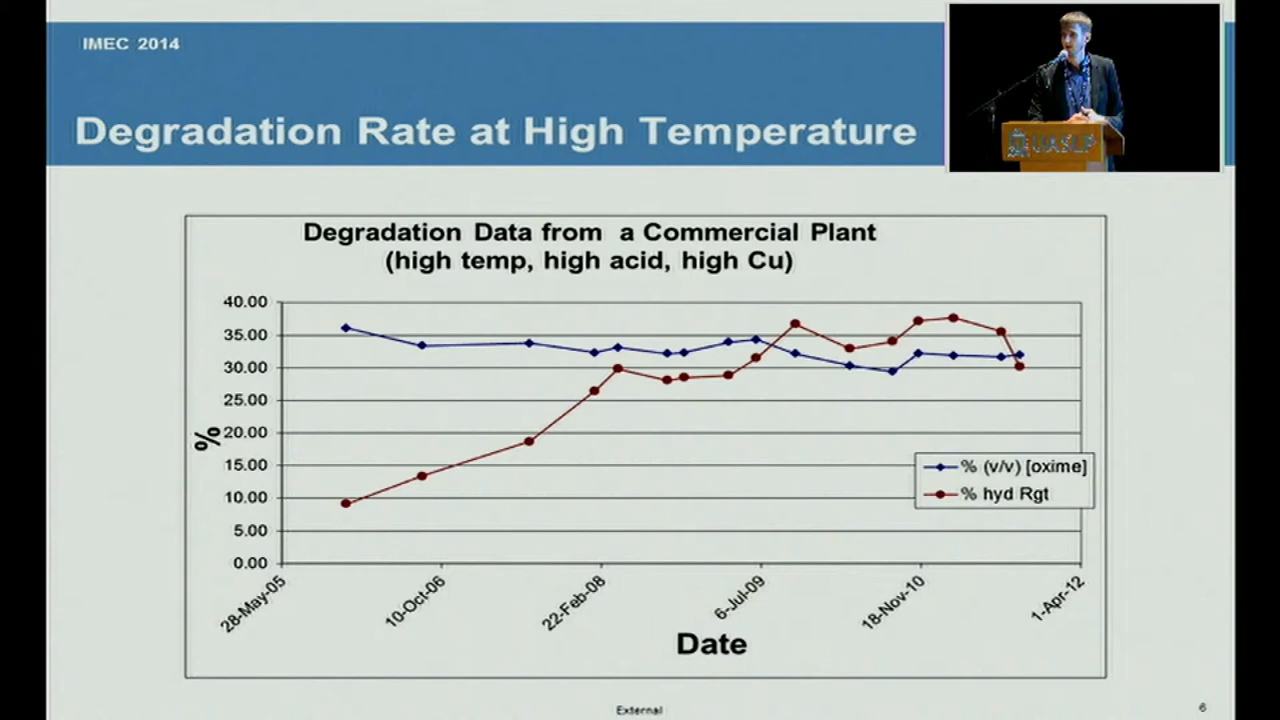 IMEC 2014
Degradation Rate at High Temperature
UASLP
Degradation Data from a Commercial Plant
(high temp, high acid, high Cu)
40.00
35.00
30.00
25.00
20.00
15.00
10.00
5.00
0.00
%
% (v/v) [oxime]
% hyd Rgt
28-May-05
10-Oct-06
22-Feb-08
6-Jul-09
18-Nov-10
1-Apr-12
Date
External
6